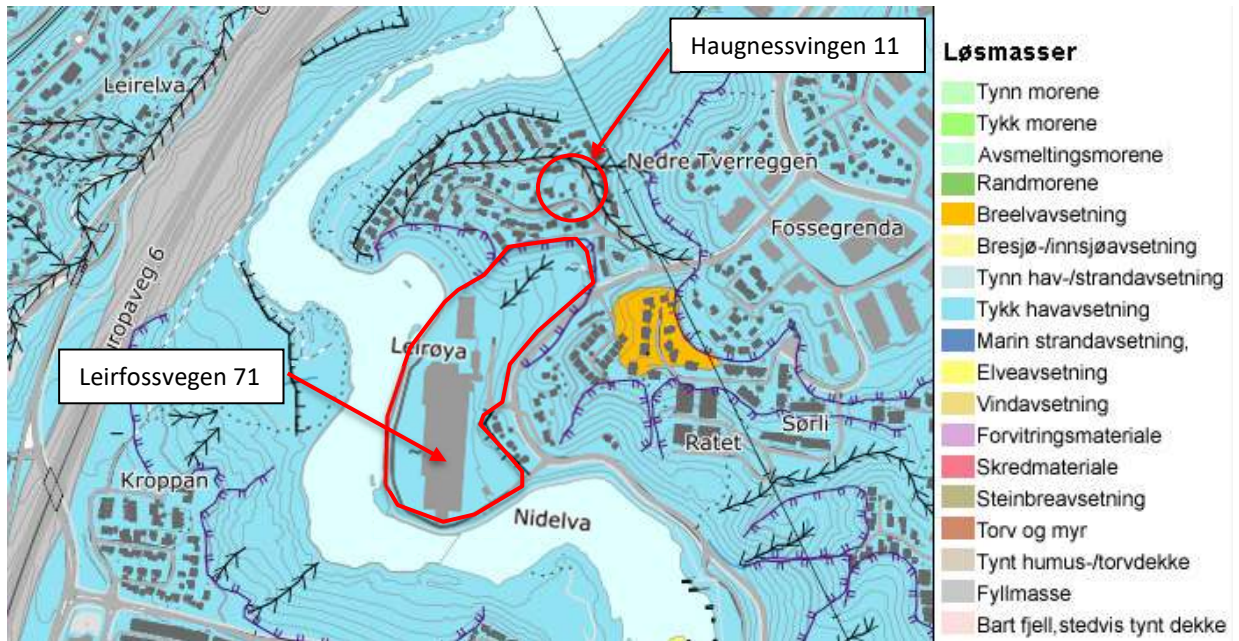 Haugnessvingen 11
Leirelva
Nedre Tverreggen
Fossegrenda
uropaveg 6
Leirøya
Leirfossvegen 71
Sørli
Ratet
Kroppan
Nidelva
Løsmasser
Tynn morene
Tykk morene
Avsmeltingsmorene
Randmorene
Breelvavsetning
Bresjø-/innsjøavsetning
Tynn hav-/strandavsetning
Tykk havavsetning
Marin strandavsetning,
Elveavsetning
Vindavsetning
Forvitringsmateriale
Skredmateriale
Steinbreavsetning
Torv og myr
Tynt humus-/torvdekke
Fyllmasse
Bart fjell,stedvis tynt dekke